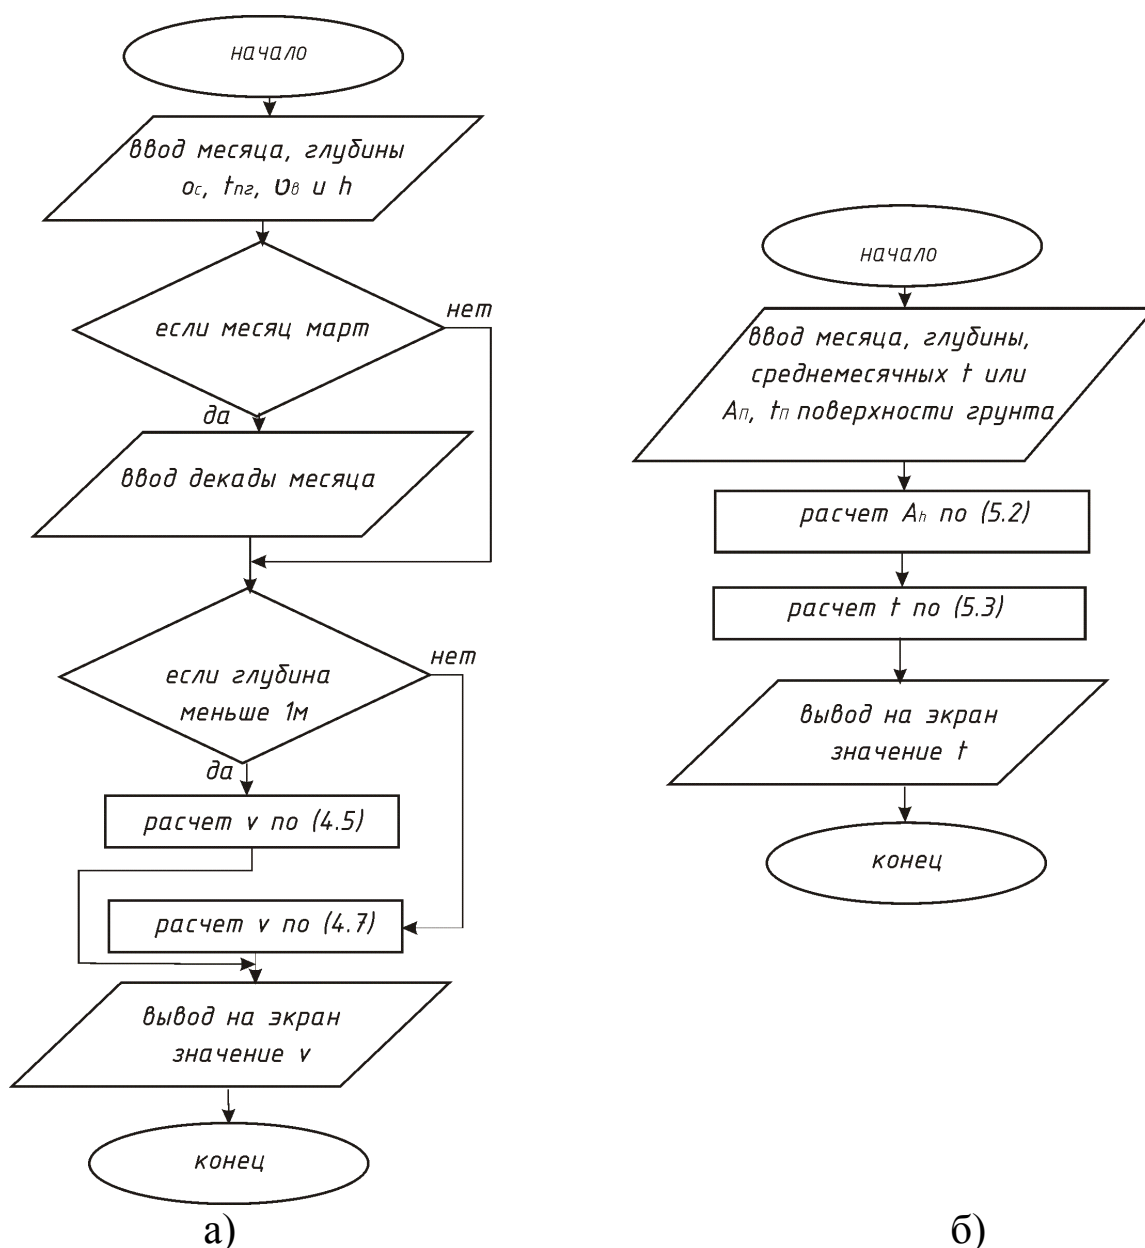 начало
ввод месяца, глубины
oс, tпг, υв и h
если месяц март
нет
да
ввод декады месяца
если глубина
меньше 1м
нет
да
расчет v по (4.5)
расчет v по (4.7)
вывод на экран
значение v
конец
а)
начало
ввод месяца, глубины,
среднемесячных t или
Aп, tп поверхности грунта
расчет Ah по (5.2)
расчет t по (5.3)
вывод на экран
значение t
конец
б)